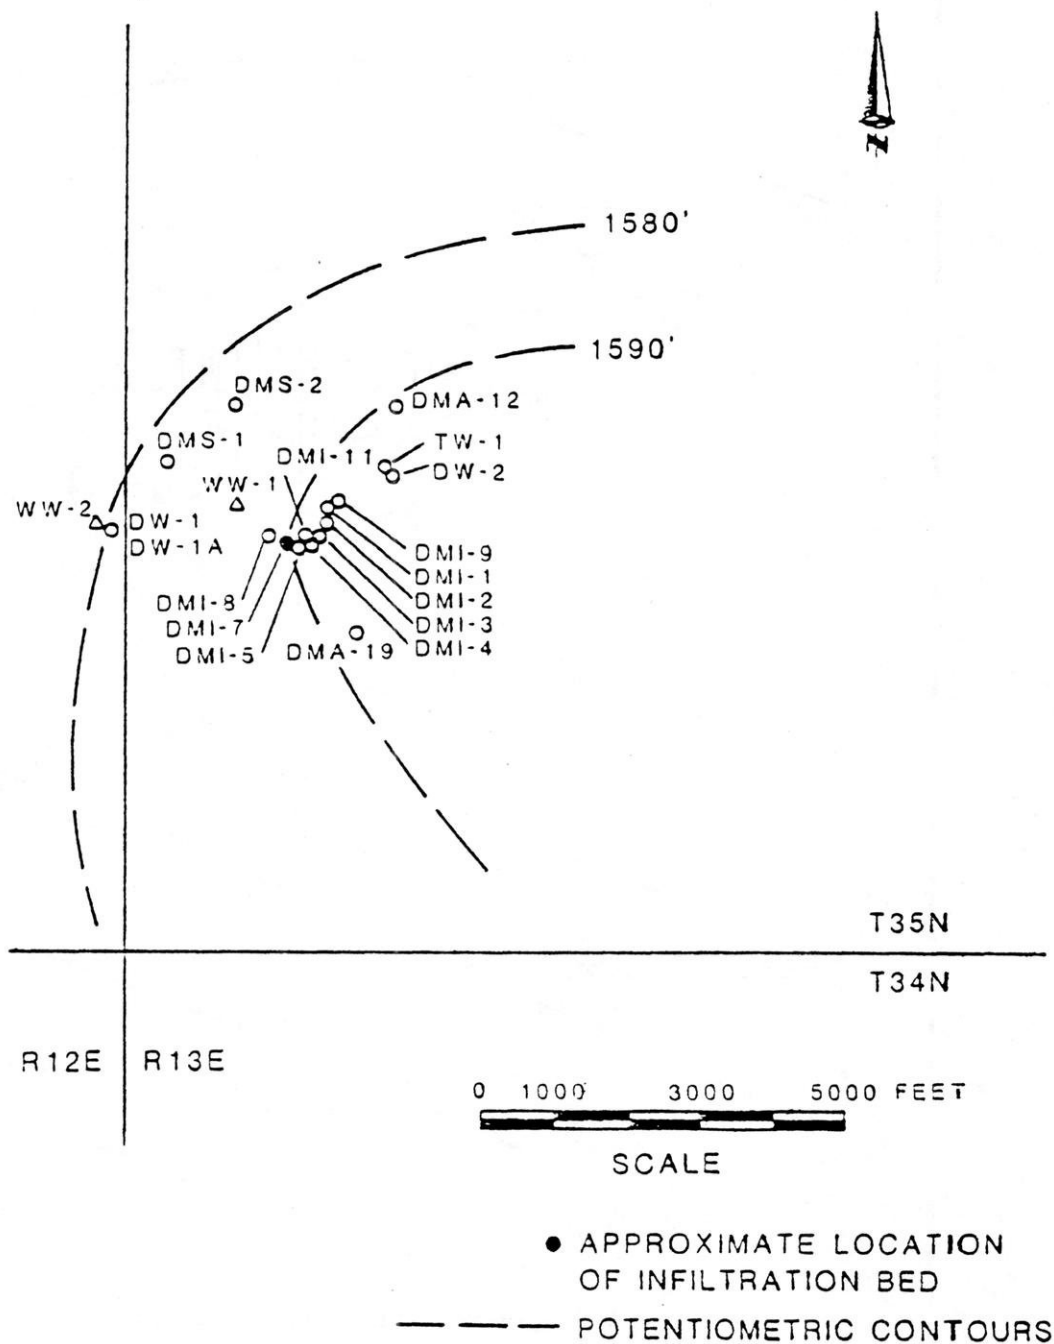 N
1580'
1590'
DMS-2
DMA-12
DMS-1
DMI-11
TW-1
DW-2
WW-1
WW-2
DW-1
DW-1A
DMI-9
DMI-1
DMI-2
DMI-3
DMI-4
DMI-8
DMI-7
DMI-5
DMA-19
T35N
T34N
R12E
R13E
0 1000' 3000 5000 FEET
SCALE
● APPROXIMATE LOCATION
OF INFILTRATION BED
— — — POTENTIOMETRIC CONTOURS